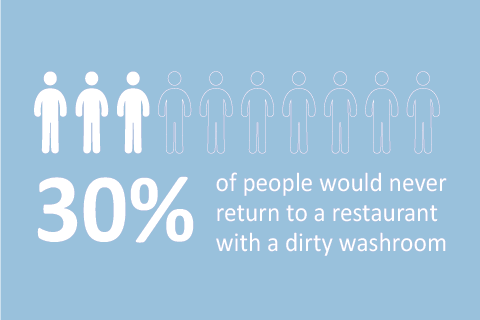 30%
of people would never
return to a restaurant
with a dirty washroom